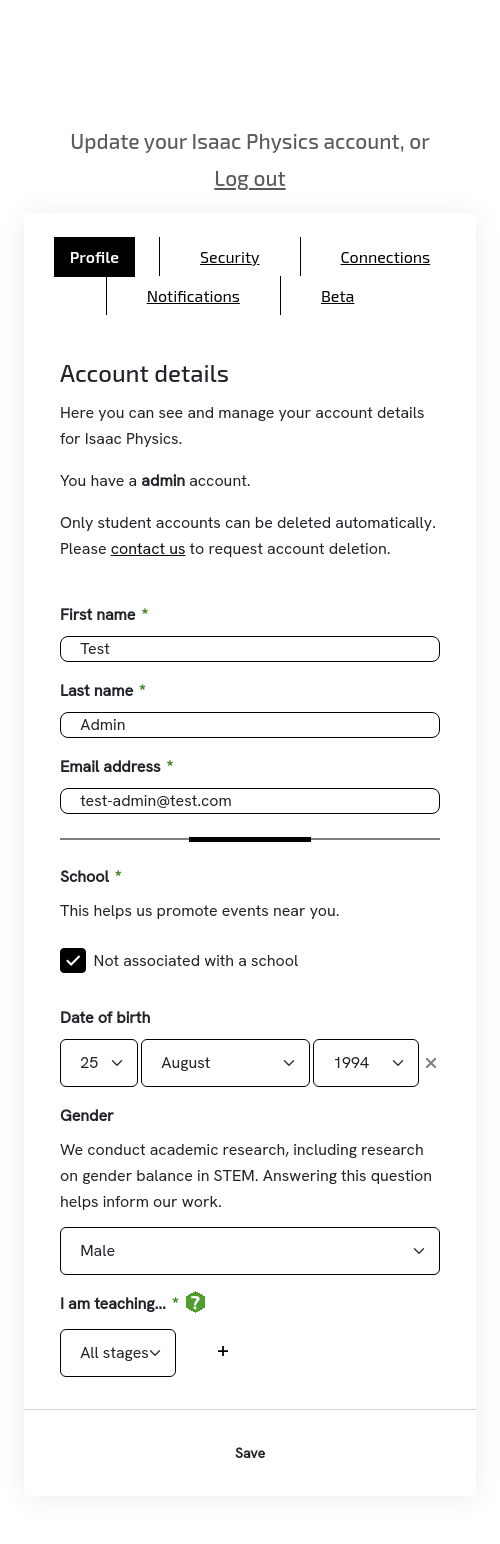 Update your Isaac Physics account, or
Log out
Profile
Security
Connections
Notifications
Beta
Account details
Here you can see and manage your account details
for Isaac Physics.
You have a admin account.
Only student accounts can be deleted automatically.
Please contact us to request account deletion.
First name *
Test
Last name *
Admin
Email address *
test-admin@test.com
School *
This helps us promote events near you.
Not associated with a school
Date of birth
25
August
1994
Gender
We conduct academic research, including research
on gender balance in STEM. Answering this question
helps inform our work.
Male
I am teaching... * ?
All stages
+
Save